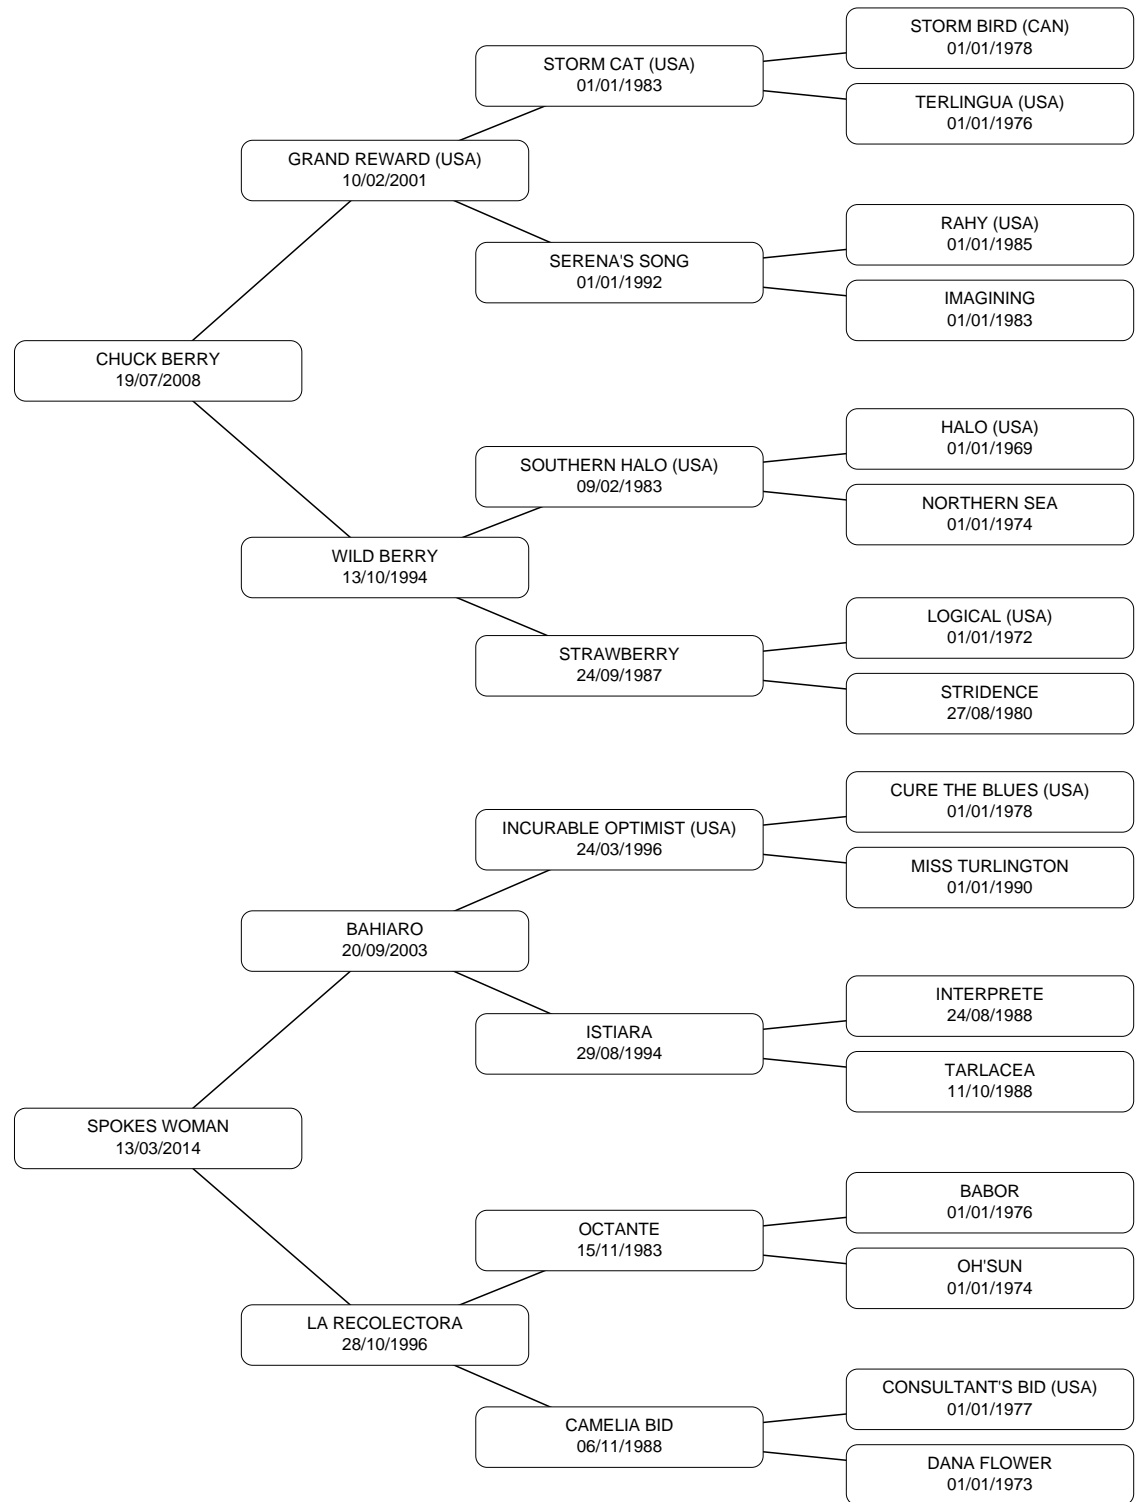 STORM BIRD (CAN)
01/01/1978
STORM CAT (USA)
01/01/1983
TERLINGUA (USA)
01/01/1976
GRAND REWARD (USA)
10/02/2001
RAHY (USA)
01/01/1985
SERENA'S SONG
01/01/1992
IMAGINING
01/01/1983
CHUCK BERRY
19/07/2008
HALO (USA)
01/01/1969
SOUTHERN HALO (USA)
09/02/1983
NORTHERN SEA
01/01/1974
WILD BERRY
13/10/1994
LOGICAL (USA)
01/01/1972
STRAWBERRY
24/09/1987
STRIDENCE
27/08/1980
CURE THE BLUES (USA)
01/01/1978
INCURABLE OPTIMIST (USA)
24/03/1996
MISS TURLINGTON
01/01/1990
BAHIARO
20/09/2003
INTERPRETE
24/08/1988
ISTIARA
29/08/1994
TARLACEA
11/10/1988
SPOKES WOMAN
13/03/2014
BABOR
01/01/1976
OCTANTE
15/11/1983
OH'SUN
01/01/1974
LA RECOLECTORA
28/10/1996
CONSULTANT'S BID (USA)
01/01/1977
CAMELIA BID
06/11/1988
DANA FLOWER
01/01/1973